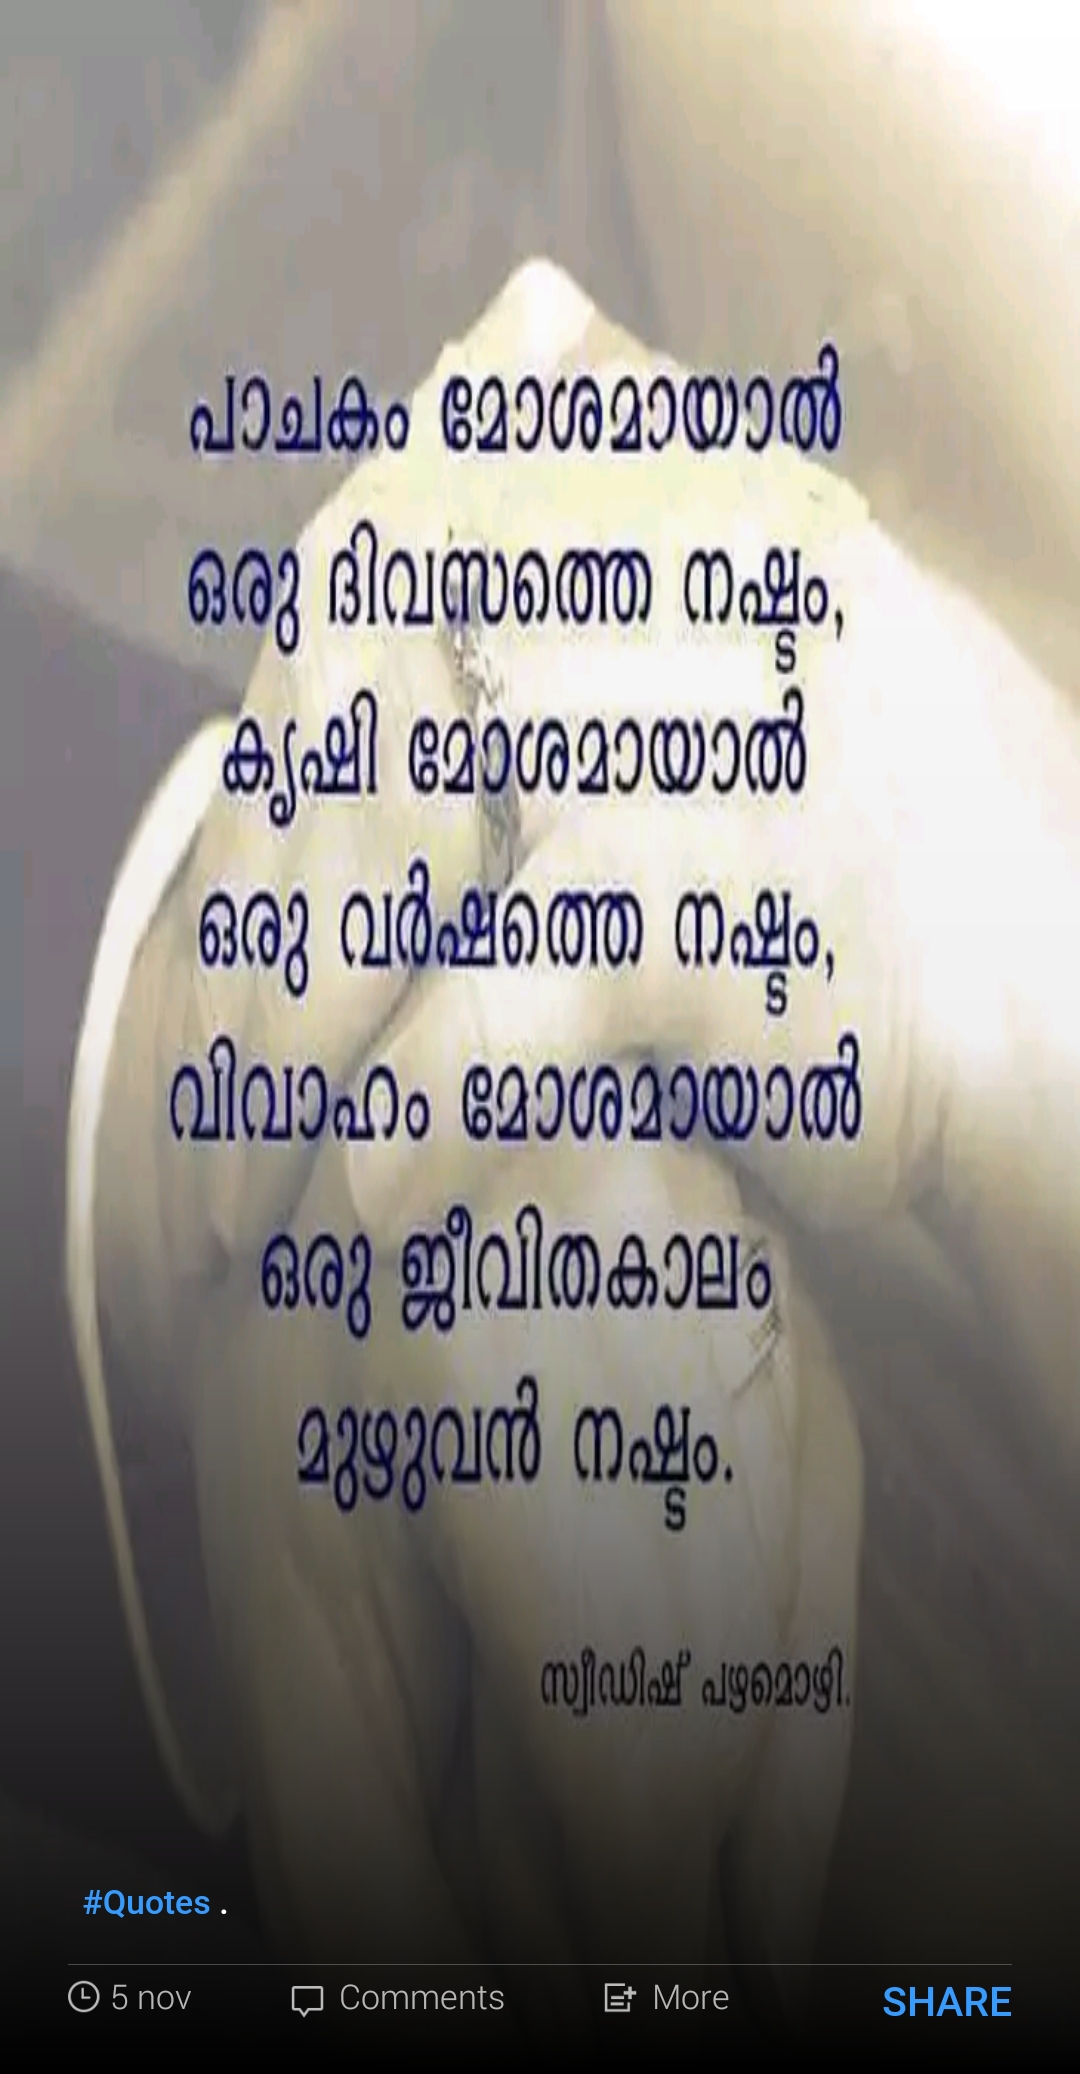 പാചകം മോശമായാൽ
ഒരു ദിവസത്തെ നഷ്ടം,
കൃഷി മോശമായാൽ
ഒരു വർഷത്തെ നഷ്ടം,
വിവാഹം മോശമായാൽ
ഒരു ജീവിതകാലം
മുഴുവൻ നഷ്ടം.
സ്വീഡിഷ് പഴമൊഴി.
#Quotes .
5 nov Comments More SHARE